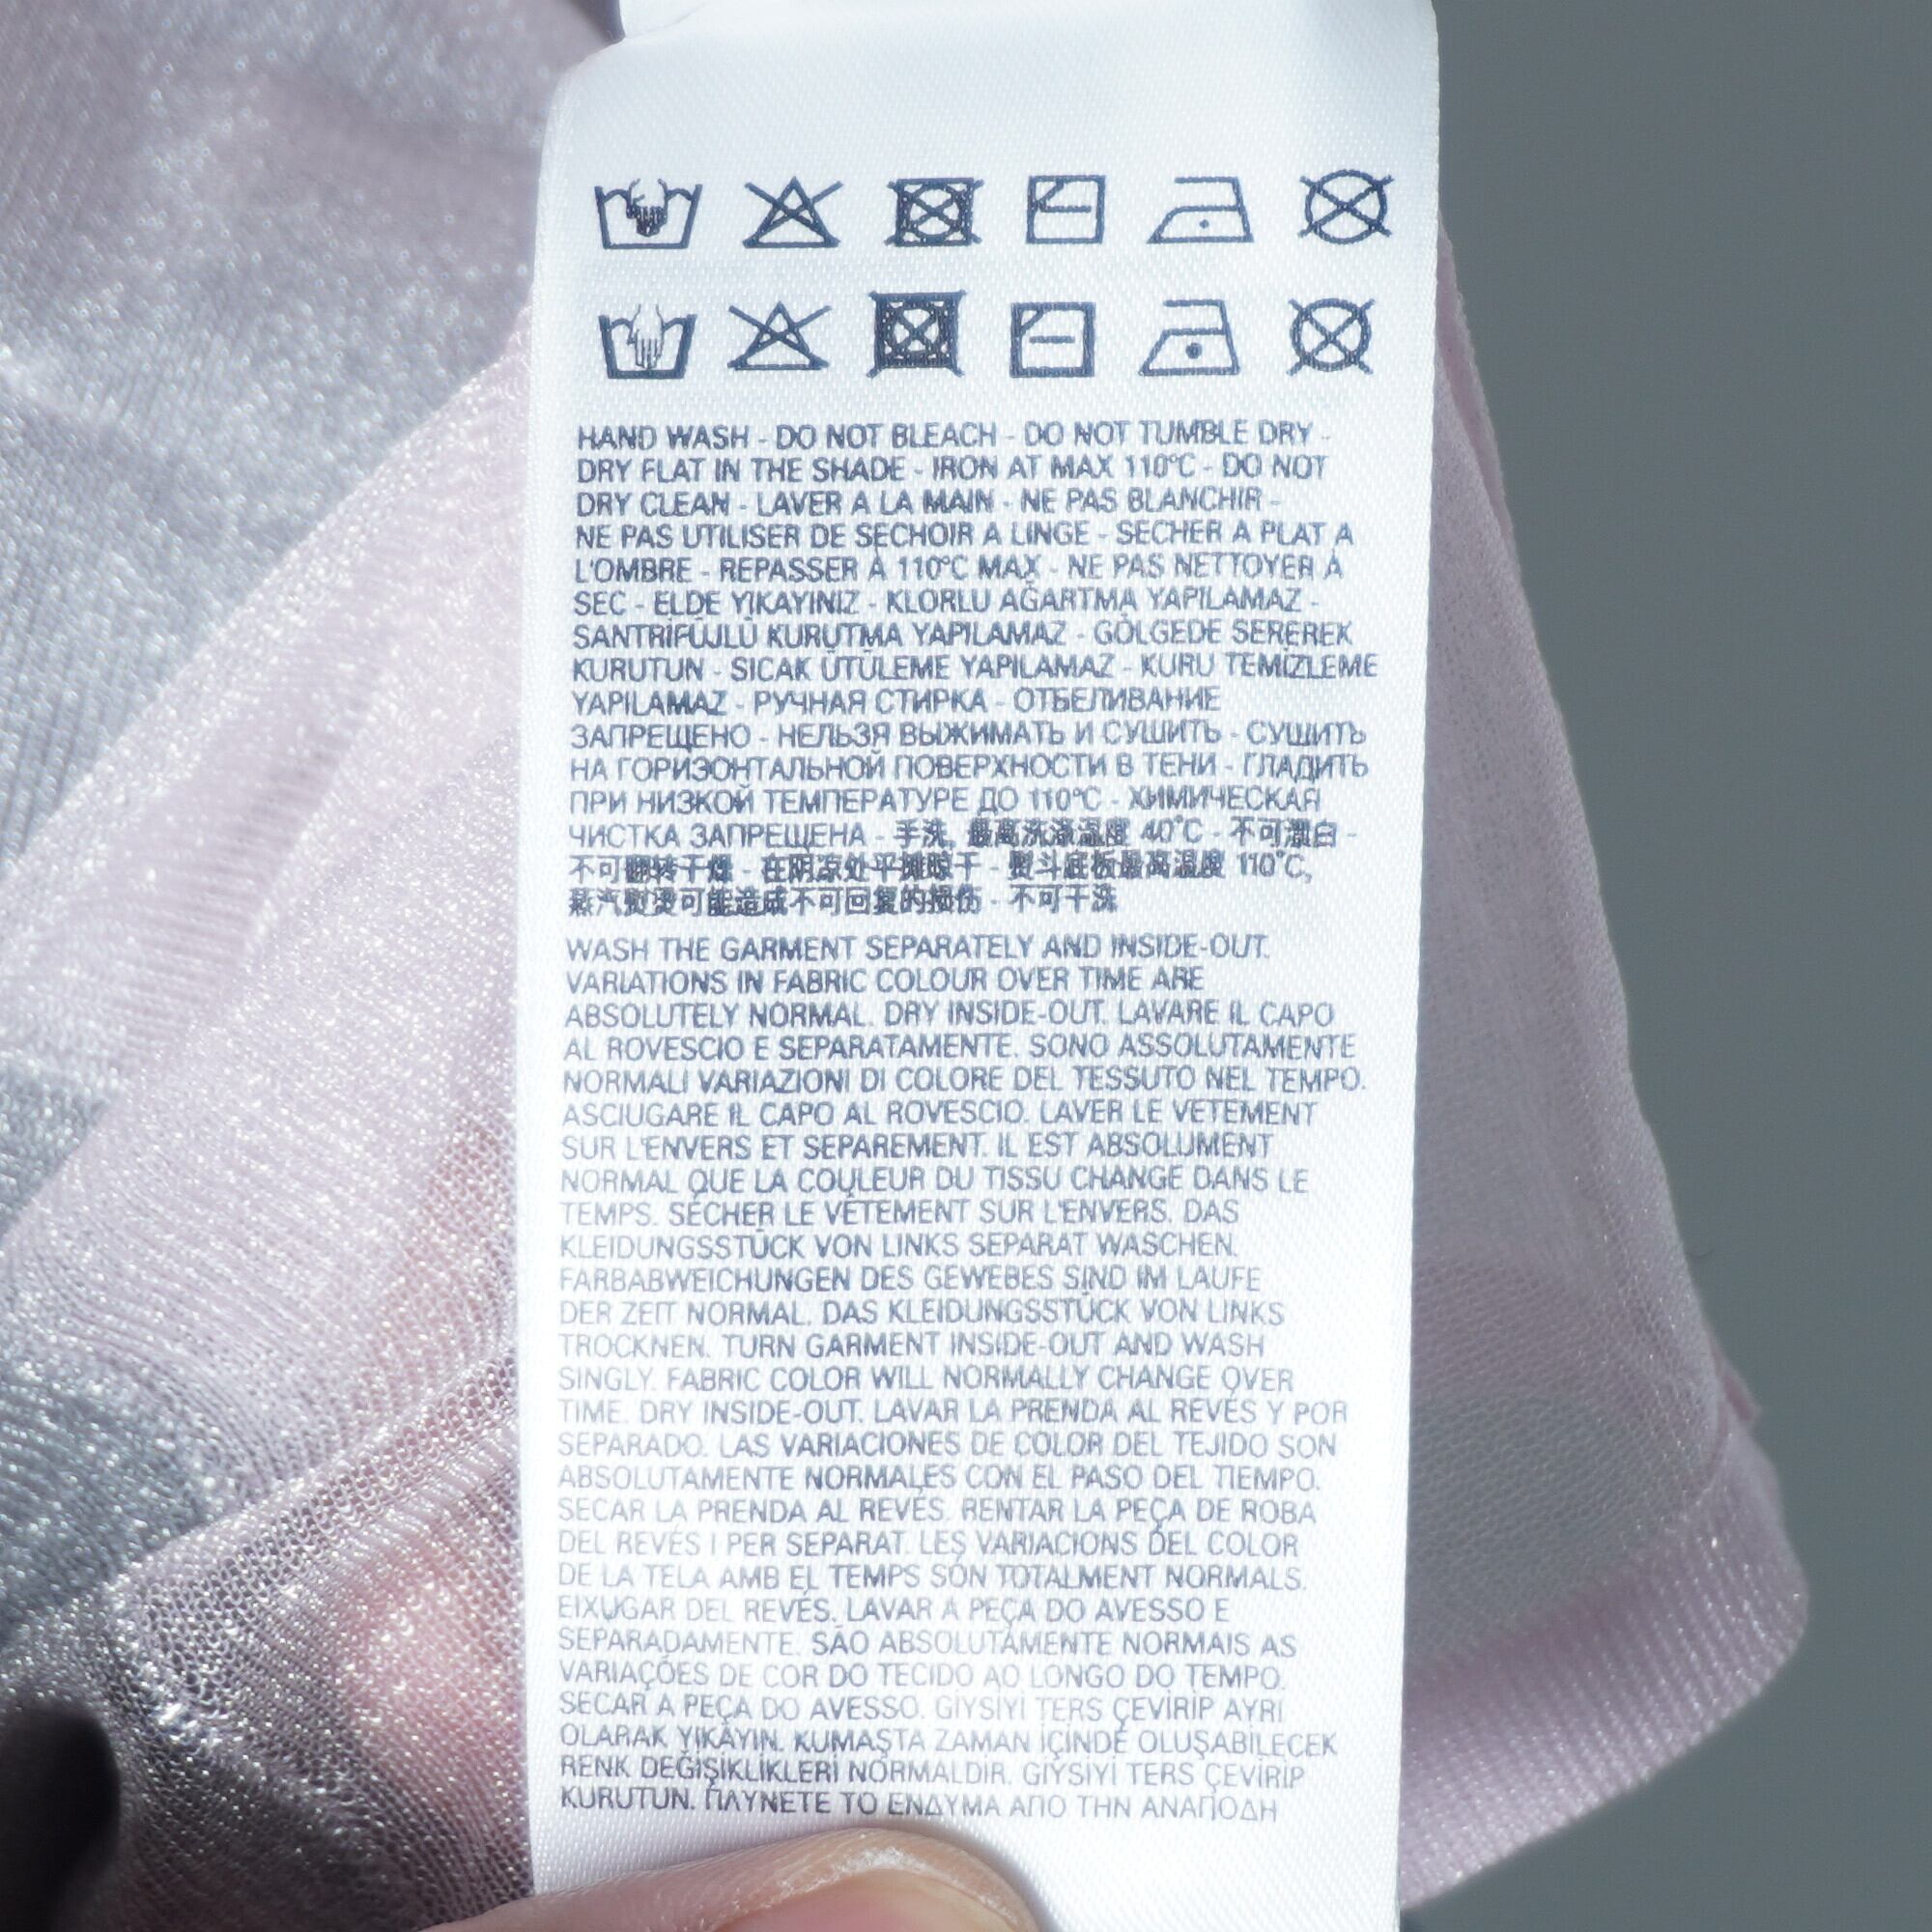 HAND WASH - DO NOT BLEACH - DO NOT TUMBLE DRY -
DRY FLAT IN THE SHADE - IRON AT MAX 110°C - DO NOT
DRY CLEAN - LAVER A LA MAIN - NE PAS BLANCHIR -
NE PAS UTILISER DE SECHOIR A LINGE - SECHER A PLAT A
L'OMBRE - REPASSER À 110°C MAX - NE PAS NETTOYER À
SEC - ELDE YIKAYINIZ - KLORLU AĞARTMA YAPILAMAZ -
SANTRİFÜJLÜ KURUTMA YAPILAMAZ - GÖLGEDE SEREREK
KURUTUN - SICAK ÜTÜLEME YAPILAMAZ - KURU TEMİZLEME
YAPILAMAZ - РУЧНАЯ СТИРКА - ОТБЕЛИВАНИЕ
ЗАПРЕЩЕНО - НЕЛЬЗЯ ВЫЖИМАТЬ И СУШИТЬ - СУШИТЬ
НА ГОРИЗОНТАЛЬНОЙ ПОВЕРХНОСТИ В ТЕНИ - ГЛАДИТЬ
ПРИ НИЗКОЙ ТЕМПЕРАТУРЕ ДО 110°C - ХИМИЧЕСКАЯ
ЧИСТКА ЗАПРЕЩЕНА - 手洗, 最高洗涤温度 40°C - 不可漂白 -
不可翻转干燥 - 在阴凉处平摊晾干 - 熨斗底板最高温度 110°C,
蒸汽熨烫可能造成不可回复的损伤 - 不可干洗
WASH THE GARMENT SEPARATELY AND INSIDE-OUT.
VARIATIONS IN FABRIC COLOUR OVER TIME ARE
ABSOLUTELY NORMAL. DRY INSIDE-OUT. LAVARE IL CAPO
AL ROVESCIO E SEPARATAMENTE. SONO ASSOLUTAMENTE
NORMALI VARIAZIONI DI COLORE DEL TESSUTO NEL TEMPO.
ASCIUGARE IL CAPO AL ROVESCIO. LAVER LE VETEMENT
SUR L'ENVERS ET SEPAREMENT. IL EST ABSOLUMENT
NORMAL QUE LA COULEUR DU TISSU CHANGE DANS LE
TEMPS. SÉCHER LE VÊTEMENT SUR L'ENVERS. DAS
KLEIDUNGSSTÜCK VON LINKS SEPARAT WASCHEN.
FARBABWEICHUNGEN DES GEWEBES SIND IM LAUFE
DER ZEIT NORMAL. DAS KLEIDUNGSSTÜCK VON LINKS
TROCKNEN. TURN GARMENT INSIDE-OUT AND WASH
SINGLY. FABRIC COLOR WILL NORMALLY CHANGE OVER
TIME. DRY INSIDE-OUT. LAVAR LA PRENDA AL REVÉS Y POR
SEPARADO. LAS VARIACIONES DE COLOR DEL TEJIDO SON
ABSOLUTAMENTE NORMALES CON EL PASO DEL TIEMPO.
SECAR LA PRENDA AL REVÉS. RENTAR LA PEÇA DE ROBA
DEL REVÉS I PER SEPARAT. LES VARIACIONS DEL COLOR
DE LA TELA AMB EL TEMPS SÓN TOTALMENT NORMALS.
EIXUGAR DEL REVÉS. LAVAR A PEÇA DO AVESSO E
SEPARADAMENTE. SÃO ABSOLUTAMENTE NORMAIS AS
VARIAÇÕES DE COR DO TECIDO AO LONGO DO TEMPO.
SECAR A PEÇA DO AVESSO. GİYSİYİ TERS ÇEVİRİP AYRI
OLARAK YIKAYIN. KUMAŞTA ZAMAN İÇİNDE OLUŞABİLECEK
RENK DEĞİŞİKLİKLERİ NORMALDİR. GİYSİYİ TERS ÇEVİRİP
KURUTUN. ΠΛΥΝΕΤΕ ΤΟ ΕΝΔΥΜΑ ΑΠΟ ΤΗΝ ΑΝΑΠΟΔΗ